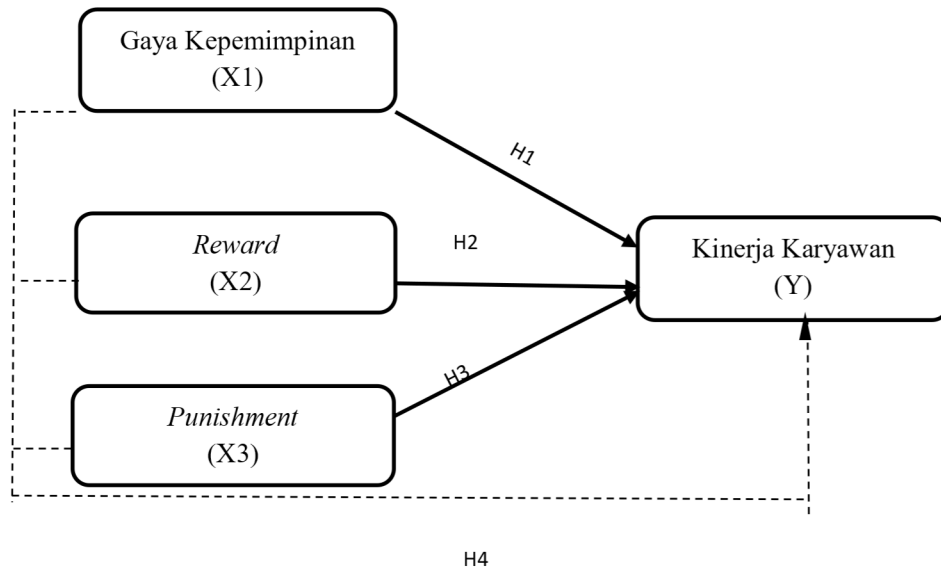 Gaya Kepemimpinan
(X1)
H1
Reward
(X2)
H2
Kinerja Karyawan
(Y)
Punishment
(X3)
H3
H4